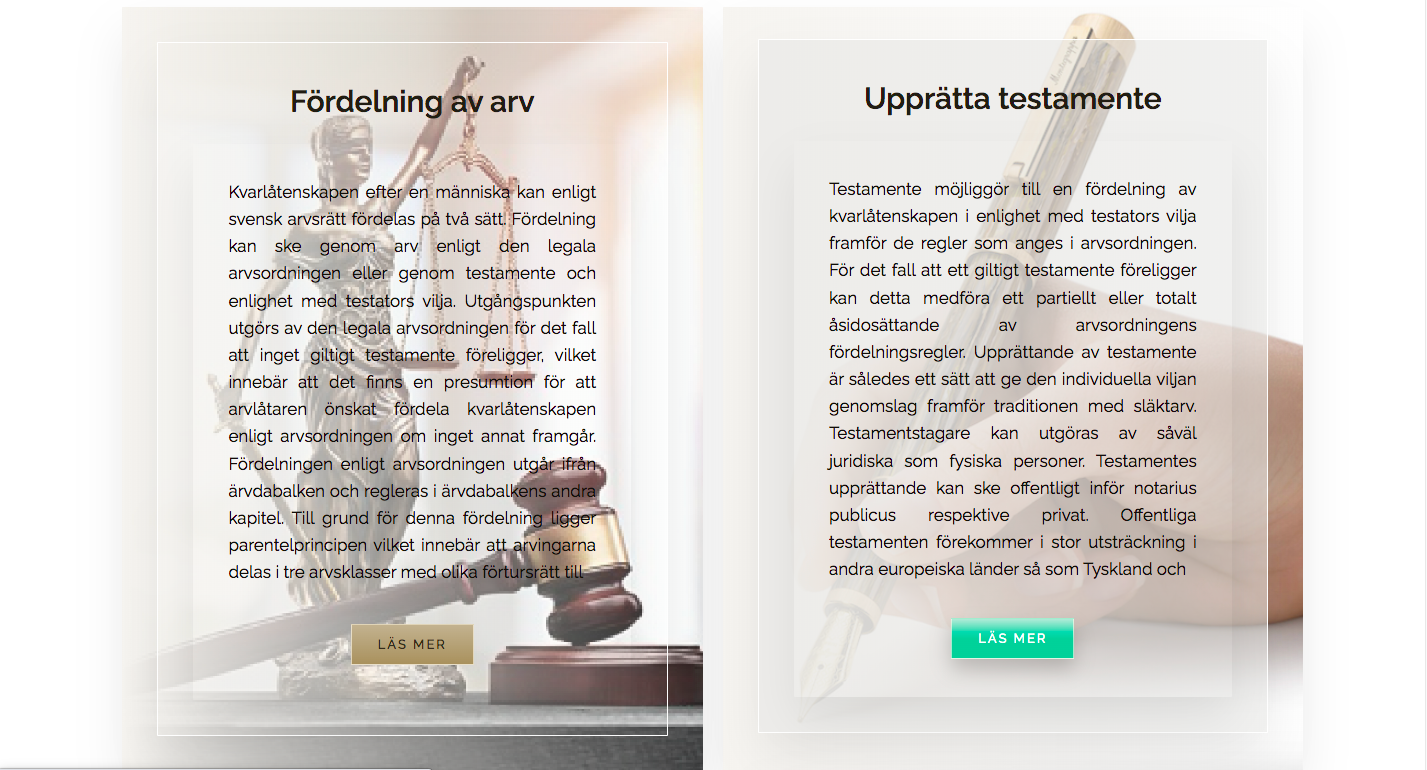 Fördelning av arv
Kvarlåtenskapen efter en människa kan enligt
svensk arvsrätt fördelas på två sätt. Fördelning
kan ske genom arv enligt den legala
arvsordningen eller genom testamente och
enlighet med testators vilja. Utgångspunkten
utgörs av den legala arvsordningen för det fall
att inget giltigt testamente föreligger, vilket
innebär att det finns en presumtion för att
arvlåtaren önskat fördela kvarlåtenskapen
enligt arvsordningen om inget annat framgår.
Fördelningen enligt arvsordningen utgår ifrån
ärvdabalken och regleras i ärvdabalkens andra
kapitel. Till grund för denna fördelning ligger
parentelprincipen vilket innebär att arvingarna
delas i tre arvsklasser med olika förtursrätt till
LÄS MER
Upprätta testamente
Testamente möjliggör till en fördelning av
kvarlåtenskapen i enlighet med testators vilja
framför de regler som anges i arvsordningen.
För det fall att ett giltigt testamente föreligger
kan detta medföra ett partiellt eller totalt
åsidosättande av arvsordningens
fördelningsregler. Upprättande av testamente
är således ett sätt att ge den individuella viljan
genomslag framför traditionen med släktarv.
Testamentstagare kan utgöras av såväl
juridiska som fysiska personer. Testamentes
upprättande kan ske offentligt inför notarius
publicus respektive privat. Offentliga
testamenten förekommer i stor utsträckning i
andra europeiska länder så som Tyskland och
LÄS MER